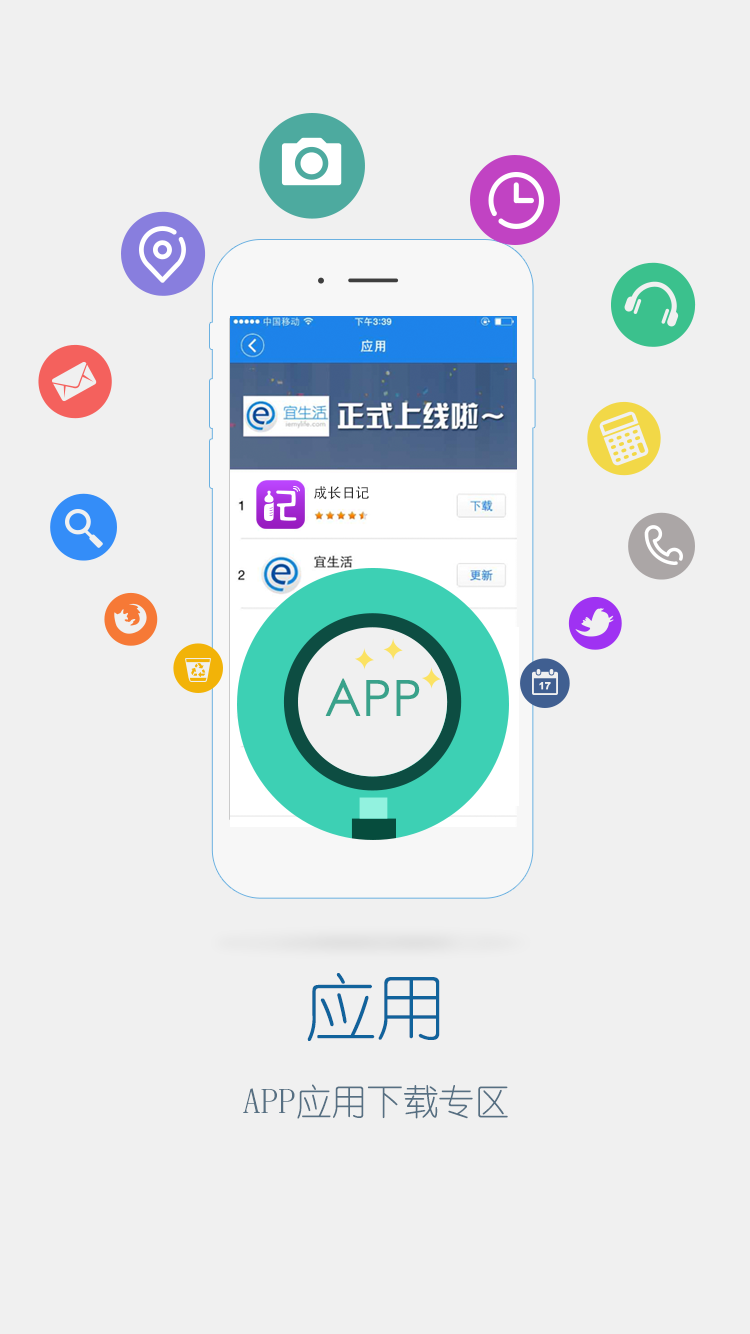 中国移动 下午3:39
应用
宜生活 正式上线啦~
iemylife.com
1 成长日记 下载
2 宜生活 更新
APP
17
应用
APP应用下载专区